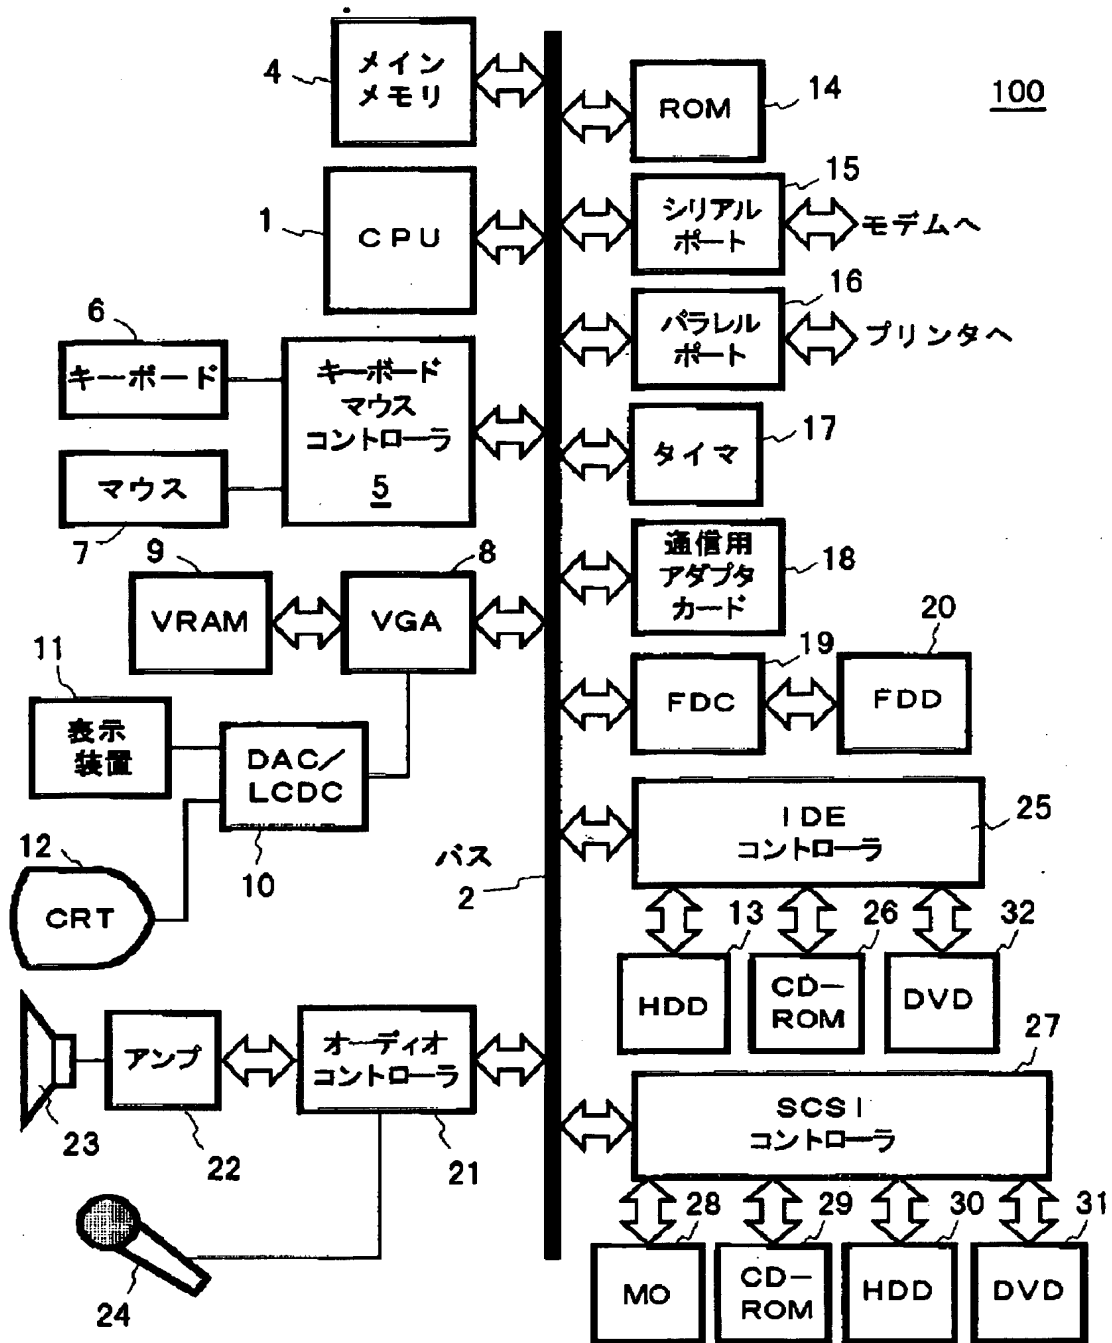 100
4
メイン
メモリ
ROM
14
1
CPU
15
シリアル
ポート
モデムへ
16
パラレル
ポート
プリンタへ
6
キーボード
キーボード
マウス
コントローラ
5
マウス
7
タイマ
17
通信用
アダプタ
カード
18
9
VRAM
8
VGA
19
FDC
20
FDD
11
表示
装置
DAC/
LCDC
10
12
CRT
バス
2
IDE
コントローラ
25
13
HDD
26
CD-
ROM
32
DVD
23
アンプ
22
オーディオ
コントローラ
21
24
27
SCSI
コントローラ
28
MO
29
CD-
ROM
30
HDD
31
DVD